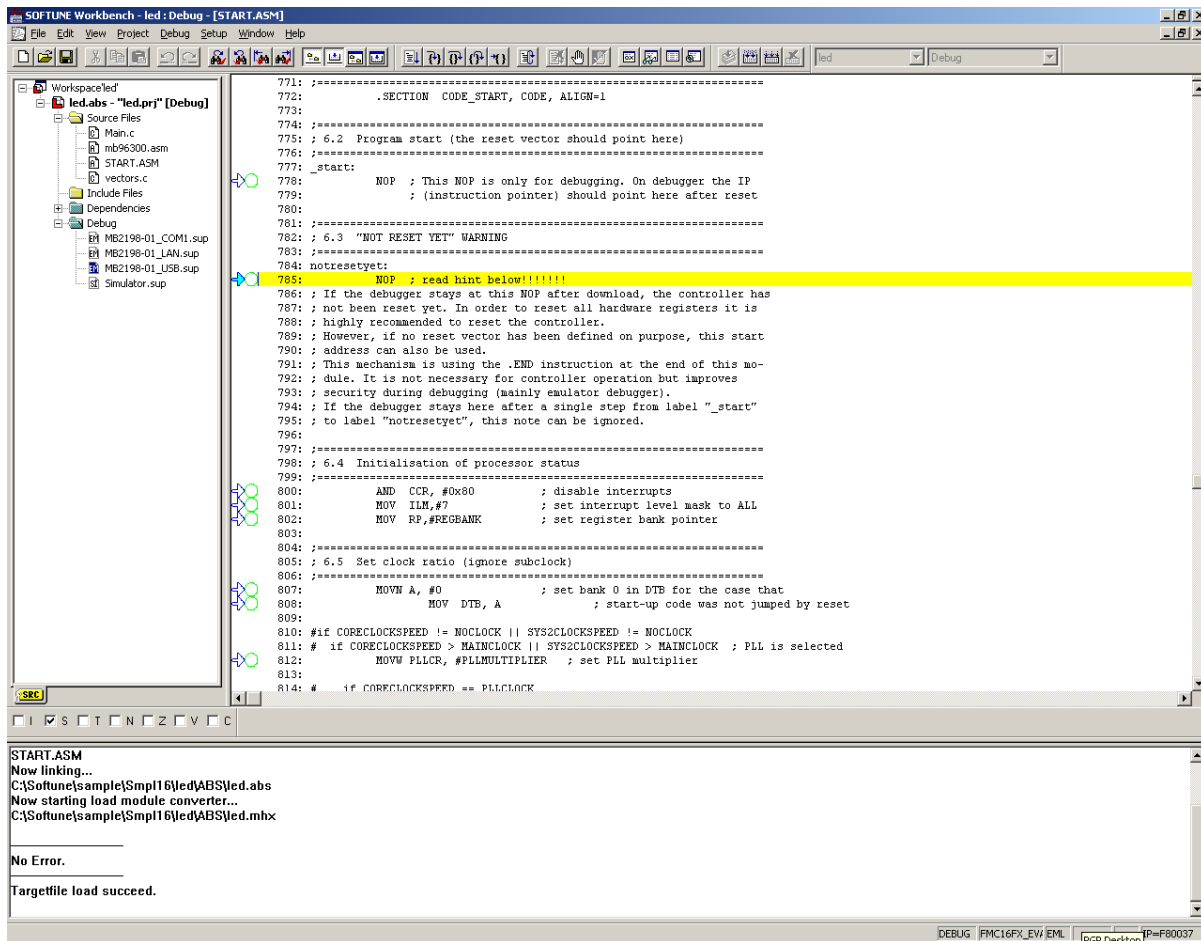 SOFTUNE Workbench - led : Debug - [START.ASM]
File Edit View Project Debug Setup Window Help
led Debug
Workspace'led'
led.abs - "led.prj" [Debug]
Source Files
Main.c
mb96300.asm
START.ASM
vectors.c
Include Files
Dependencies
Debug
MB2198-01_COM1.sup
MB2198-01_LAN.sup
MB2198-01_USB.sup
Simulator.sup
SRC
771: ;====================================================================
772: .SECTION CODE_START, CODE, ALIGN=1
773:
774: ;====================================================================
775: ; 6.2 Program start (the reset vector should point here)
776: ;====================================================================
777: _start:
778: NOP ; This NOP is only for debugging. On debugger the IP
779: ; (instruction pointer) should point here after reset
780:
781: ;====================================================================
782: ; 6.3 "NOT RESET YET" WARNING
783: ;====================================================================
784: notresetyet:
785: NOP ; read hint below!!!!!!!
786: ; If the debugger stays at this NOP after download, the controller has
787: ; not been reset yet. In order to reset all hardware registers it is
788: ; highly recommended to reset the controller.
789: ; However, if no reset vector has been defined on purpose, this start
790: ; address can also be used.
791: ; This mechanism is using the .END instruction at the end of this mo-
792: ; dule. It is not necessary for controller operation but improves
793: ; security during debugging (mainly emulator debugger).
794: ; If the debugger stays here after a single step from label "_start"
795: ; to label "notresetyet", this note can be ignored.
796:
797: ;====================================================================
798: ; 6.4 Initialisation of processor status
799: ;====================================================================
800: AND CCR, #0x80 ; disable interrupts
801: MOV ILM,#7 ; set interrupt level mask to ALL
802: MOV RP,#REGBANK ; set register bank pointer
803:
804: ;====================================================================
805: ; 6.5 Set clock ratio (ignore subclock)
806: ;====================================================================
807: MOVN A, #0 ; set bank 0 in DTB for the case that
808: MOV DTB, A ; start-up code was not jumped by reset
809:
810: #if CORECLOCKSPEED != NOCLOCK || SYS2CLOCKSPEED != NOCLOCK
811: # if CORECLOCKSPEED > MAINCLOCK || SYS2CLOCKSPEED > MAINCLOCK ; PLL is selected
812: MOVW PLLCR, #PLLMULTIPLIER ; set PLL multiplier
813:
814: # if CORECLOCKSPEED == PLLCLOCK
I S T N Z V C
START.ASM
Now linking...
C:\Softune\sample\Smpl16\led\ABS\led.abs
Now starting load module converter...
C:\Softune\sample\Smpl16\led\ABS\led.mhx
No Error.
Targetfile load succeed.
DEBUG FMC16FX_EV EML PGP Desktop IP=F80037